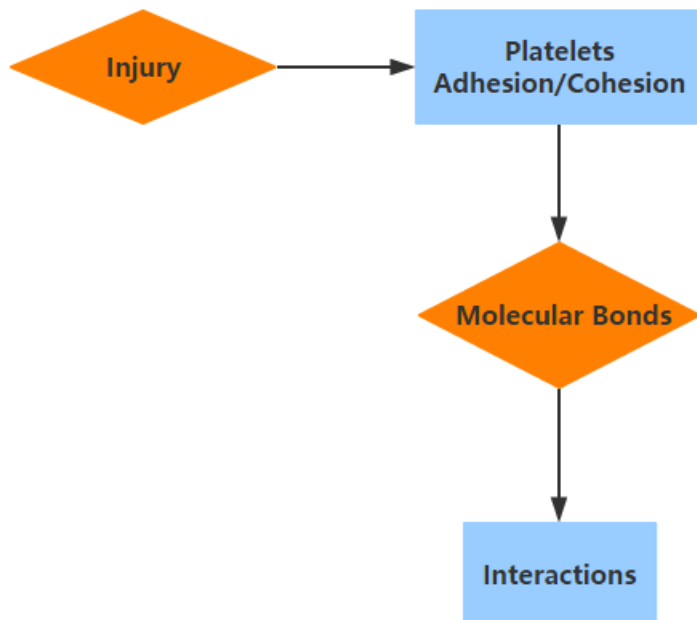 Injury
Platelets
Adhesion/Cohesion
Molecular Bonds
Interactions